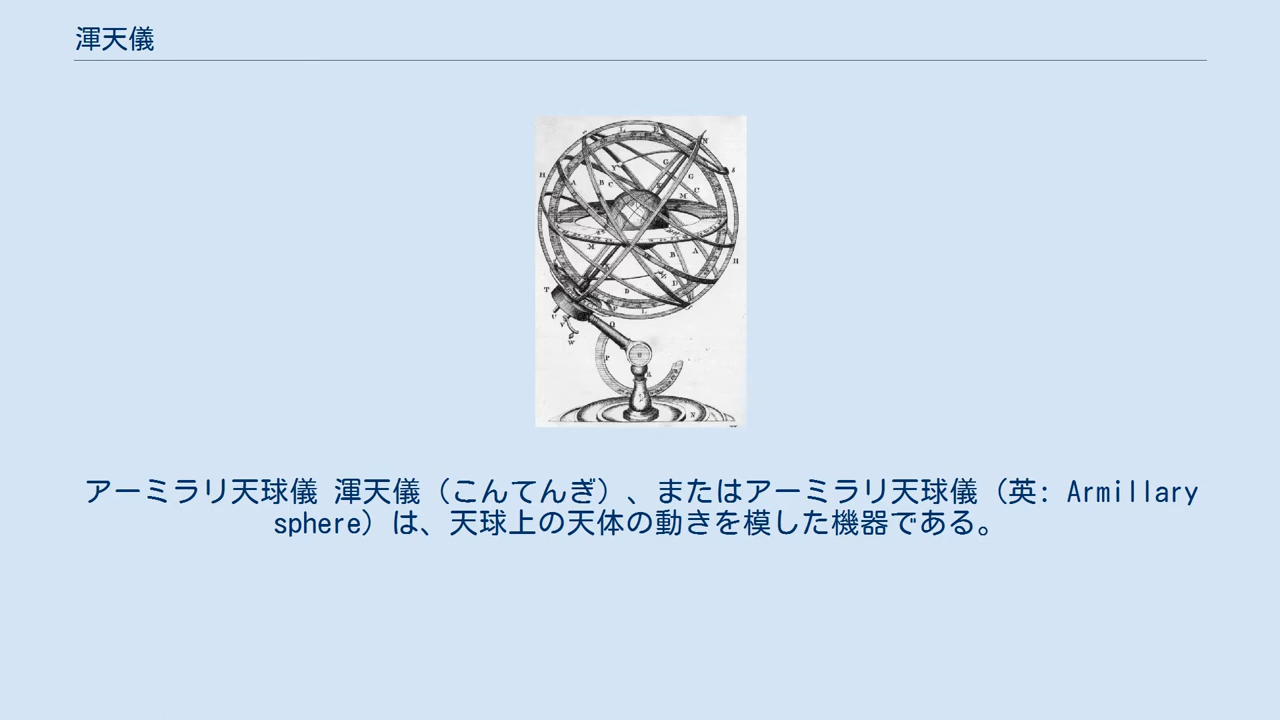 渾天儀
アーミラリ天球儀 渾天儀（こんてんぎ）、またはアーミラリ天球儀（英: Armillary
sphere）は、天球上の天体の動きを模した機器である。